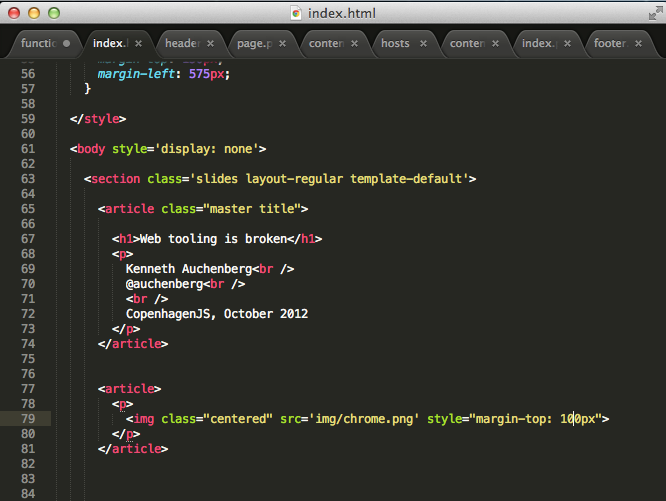 index.html
functio index.h header page.p conten hosts conten index.p footer
56 margin-left: 575px;
57 }
58
59 </style>
60
61 <body style='display: none'>
62
63 <section class='slides layout-regular template-default'>
64
65 <article class="master title">
66
67 <h1>Web tooling is broken</h1>
68 <p>
69 Kenneth Auchenberg<br />
70 @auchenberg<br />
71 <br />
72 CopenhagenJS, October 2012
73 </p>
74 </article>
75
76
77 <article>
78 <p>
79 <img class="centered" src='img/chrome.png' style="margin-top: 100px">
80 </p>
81 </article>
82
83
84